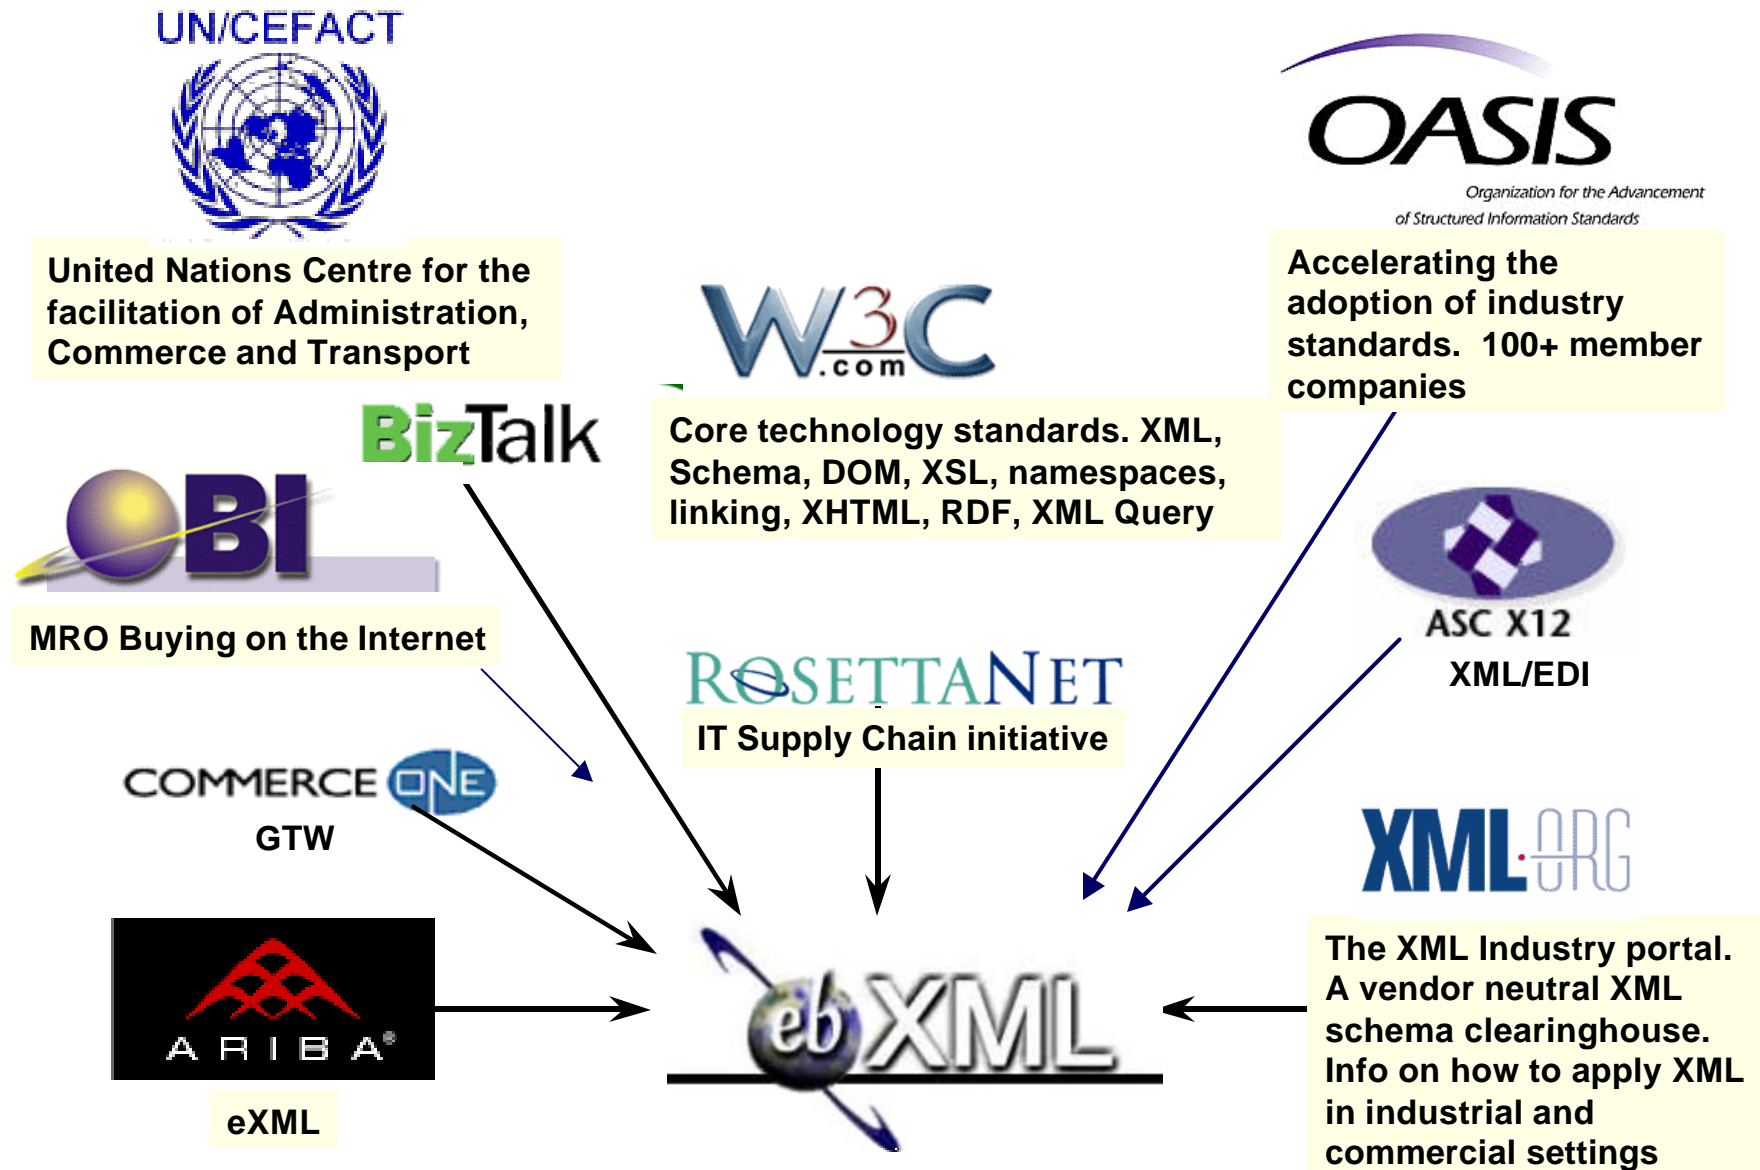 UN/CEFACT
United Nations Centre for the
facilitation of Administration,
Commerce and Transport
OASIS
Organization for the Advancement
of Structured Information Standards
Accelerating the
adoption of industry
standards.  100+ member
companies
W3C
.com
Core technology standards. XML,
Schema, DOM, XSL, namespaces,
linking, XHTML, RDF, XML Query
BizTalk
OBI
MRO Buying on the Internet
ASC X12
XML/EDI
ROSETTANET
IT Supply Chain initiative
COMMERCE ONE
GTW
XML.ORG
The XML Industry portal.
A vendor neutral XML
schema clearinghouse.
Info on how to apply XML
in industrial and
commercial settings
ARIBA®
eXML
ebXML